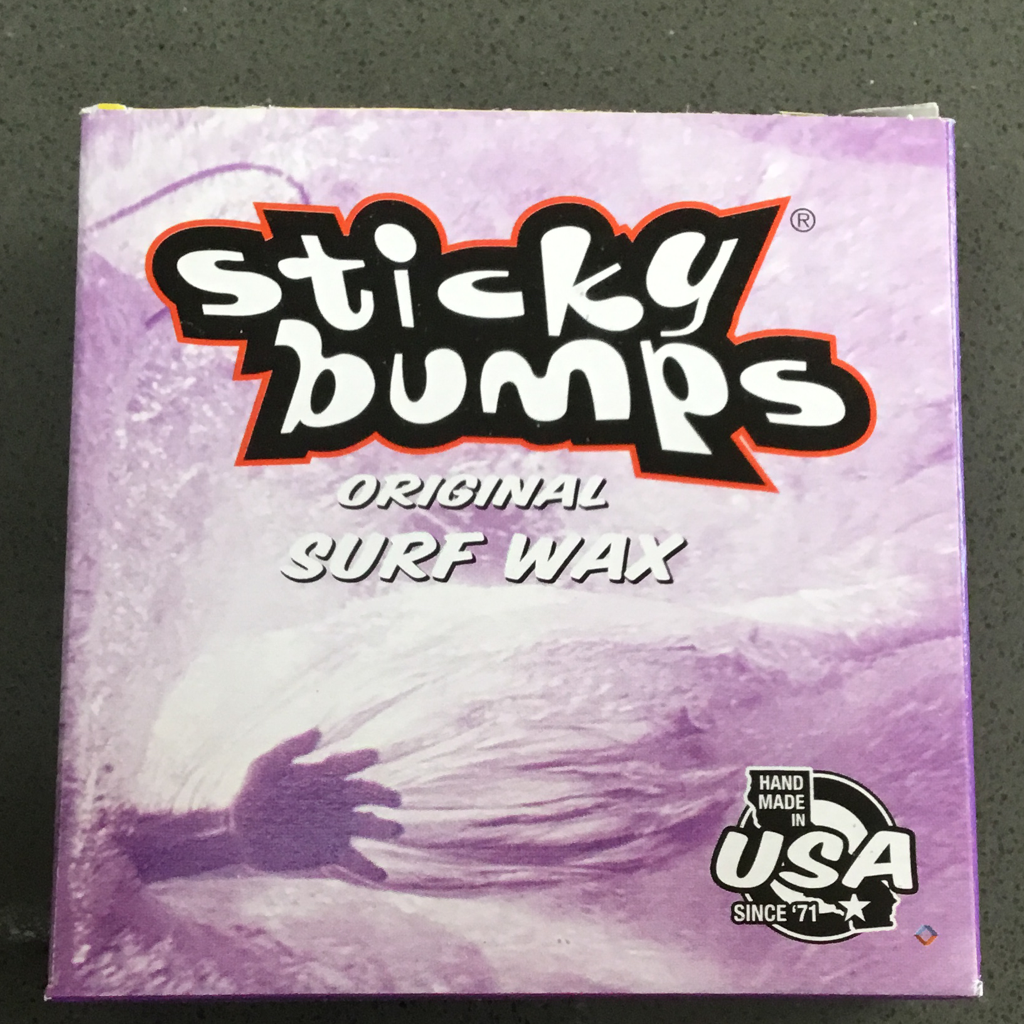 sticky®
bumps
ORIGINAL
SURF WAX
HAND
MADE
IN
USA
SINCE '71